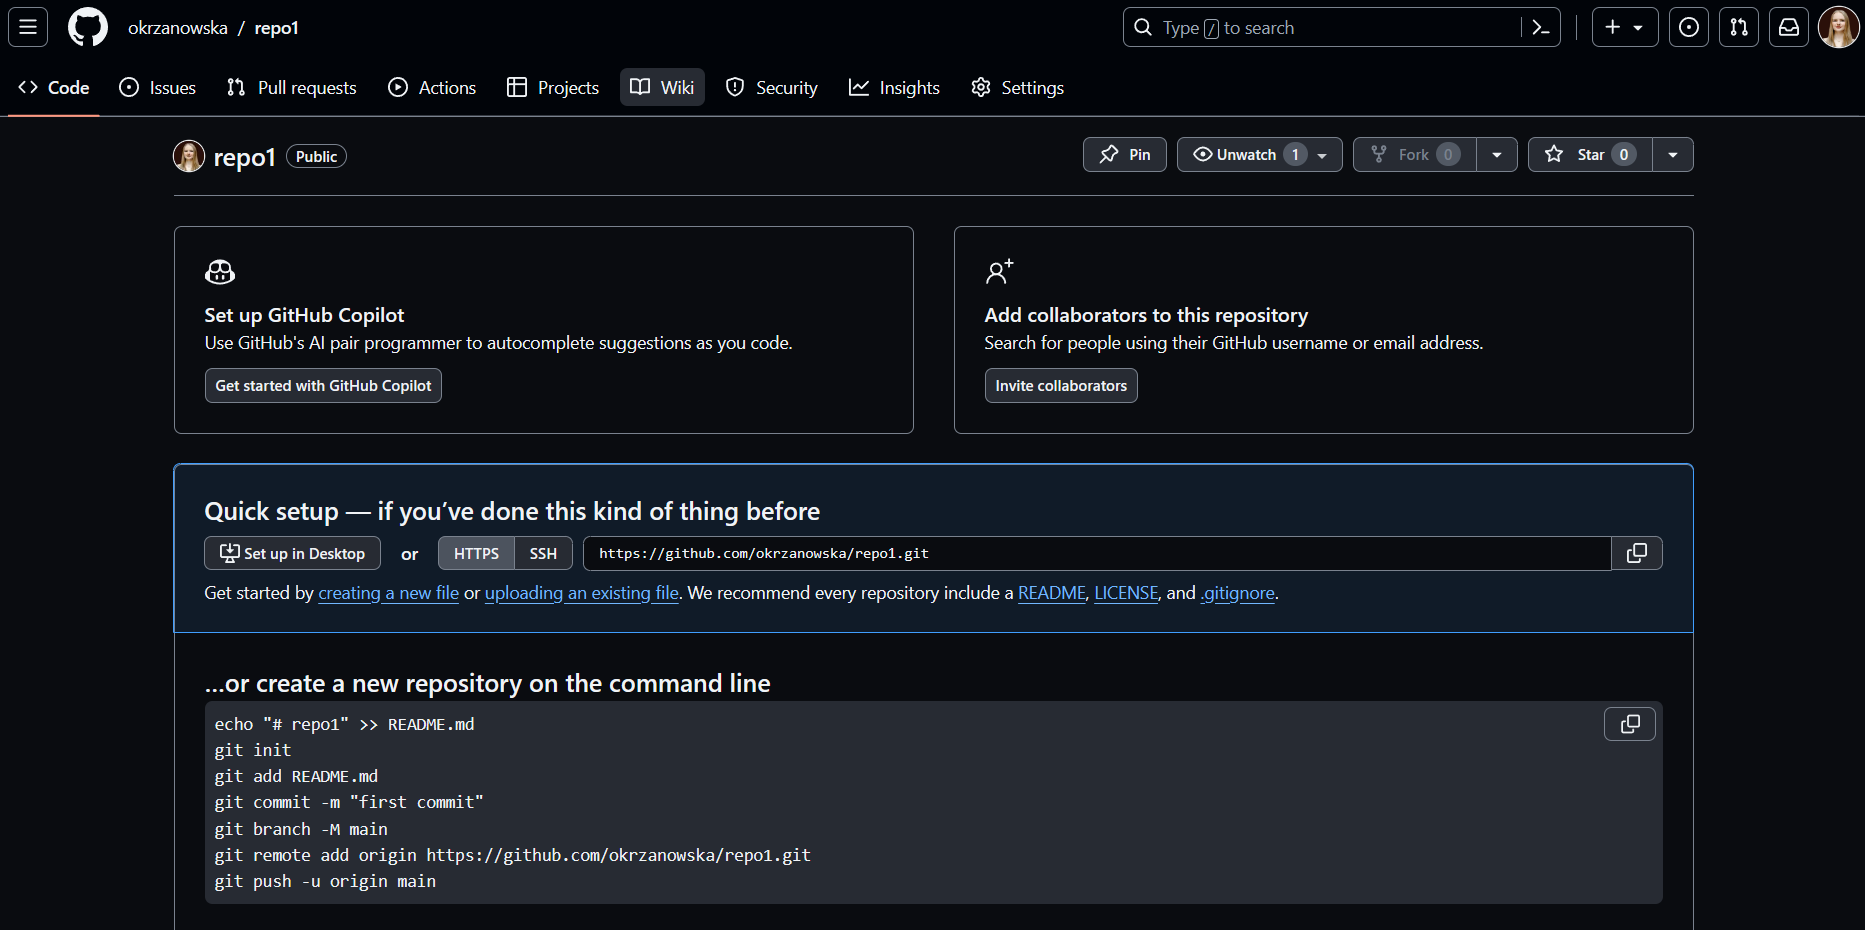 okrzanowska / repo1
Type / to search
Code Issues Pull requests Actions Projects Wiki Security Insights Settings
repo1 Public
Pin Unwatch 1 Fork 0 Star 0
Set up GitHub Copilot
Use GitHub's AI pair programmer to autocomplete suggestions as you code.
Get started with GitHub Copilot
Add collaborators to this repository
Search for people using their GitHub username or email address.
Invite collaborators
Quick setup — if you’ve done this kind of thing before
Set up in Desktop or HTTPS SSH https://github.com/okrzanowska/repo1.git
Get started by creating a new file or uploading an existing file. We recommend every repository include a README, LICENSE, and .gitignore.
…or create a new repository on the command line
echo "# repo1" >> README.md
git init
git add README.md
git commit -m "first commit"
git branch -M main
git remote add origin https://github.com/okrzanowska/repo1.git
git push -u origin main